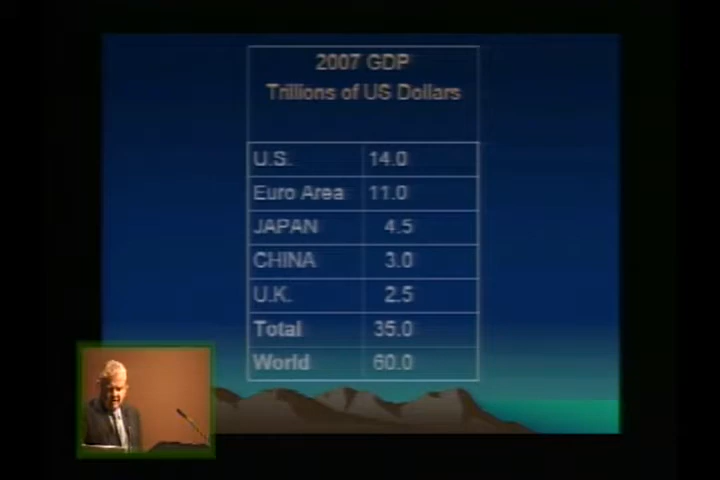 2007 GDP
Trillions of US Dollars
U.S. 14.0
Euro Area 11.0
JAPAN 4.5
CHINA 3.0
U.K. 2.5
Total 35.0
World 60.0